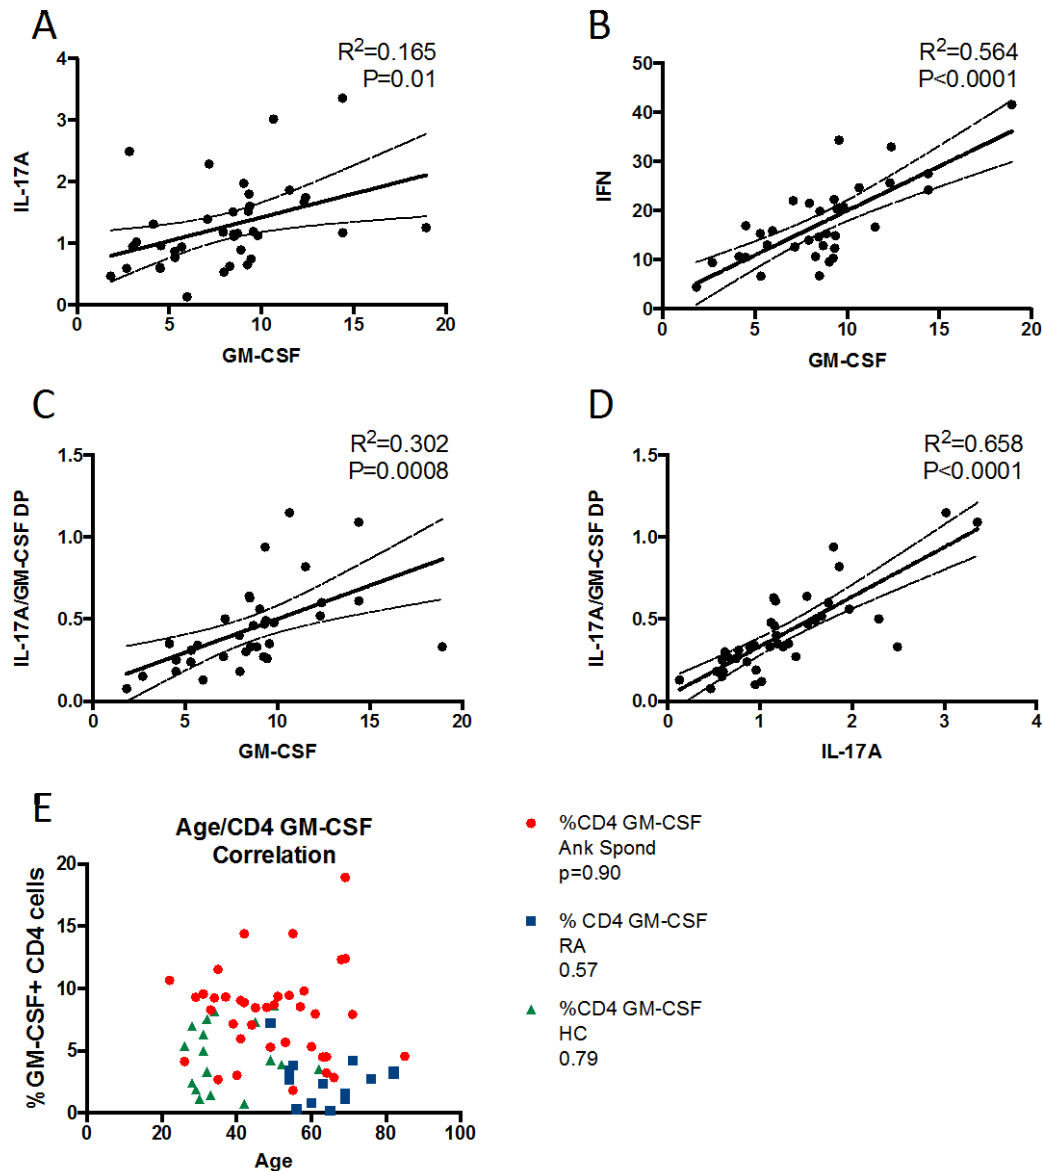 A
R²=0.165
P=0.01
4
3
2
1
0
IL-17A
0 5 10 15 20
GM-CSF
B
R²=0.564
P<0.0001
50
40
30
20
10
0
IFN
0 5 10 15 20
GM-CSF
C
R²=0.302
P=0.0008
1.5
1.0
0.5
0.0
IL-17A/GM-CSF DP
0 5 10 15 20
GM-CSF
D
R²=0.658
P<0.0001
1.5
1.0
0.5
0.0
IL-17A/GM-CSF DP
0 1 2 3 4
IL-17A
E
Age/CD4 GM-CSF
Correlation
20
15
10
5
0
% GM-CSF+ CD4 cells
0 20 40 60 80 100
Age
%CD4 GM-CSF
Ank Spond
p=0.90
% CD4 GM-CSF
RA
0.57
%CD4 GM-CSF
HC
0.79